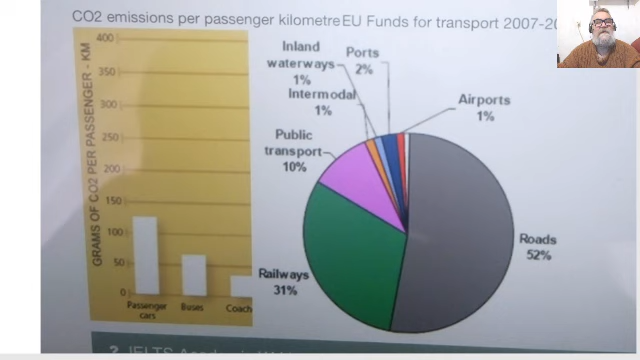 CO2 emissions per passenger kilometre EU Funds for transport 2007-20
GRAMS OF CO2 PER PASSENGER - KM
400
350
300
250
200
150
100
50
0
Passenger
cars
Buses
Coach
Inland
waterways
1%
Ports
2%
Intermodal
1%
Airports
1%
Public
transport
10%
Roads
52%
Railways
31%